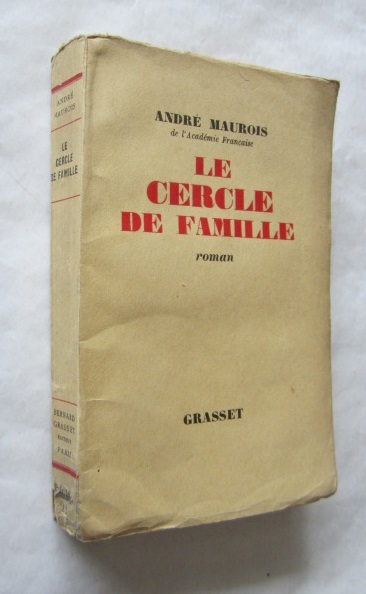 ANDRÉ MAUROIS
de l'Académie Française
LE
CERCLE
DE FAMILLE
roman
GRASSET
ANDRÉ
MAUROIS
LE
CERCLE
DE FAMILLE
BERNARD
GRASSET
PARIS